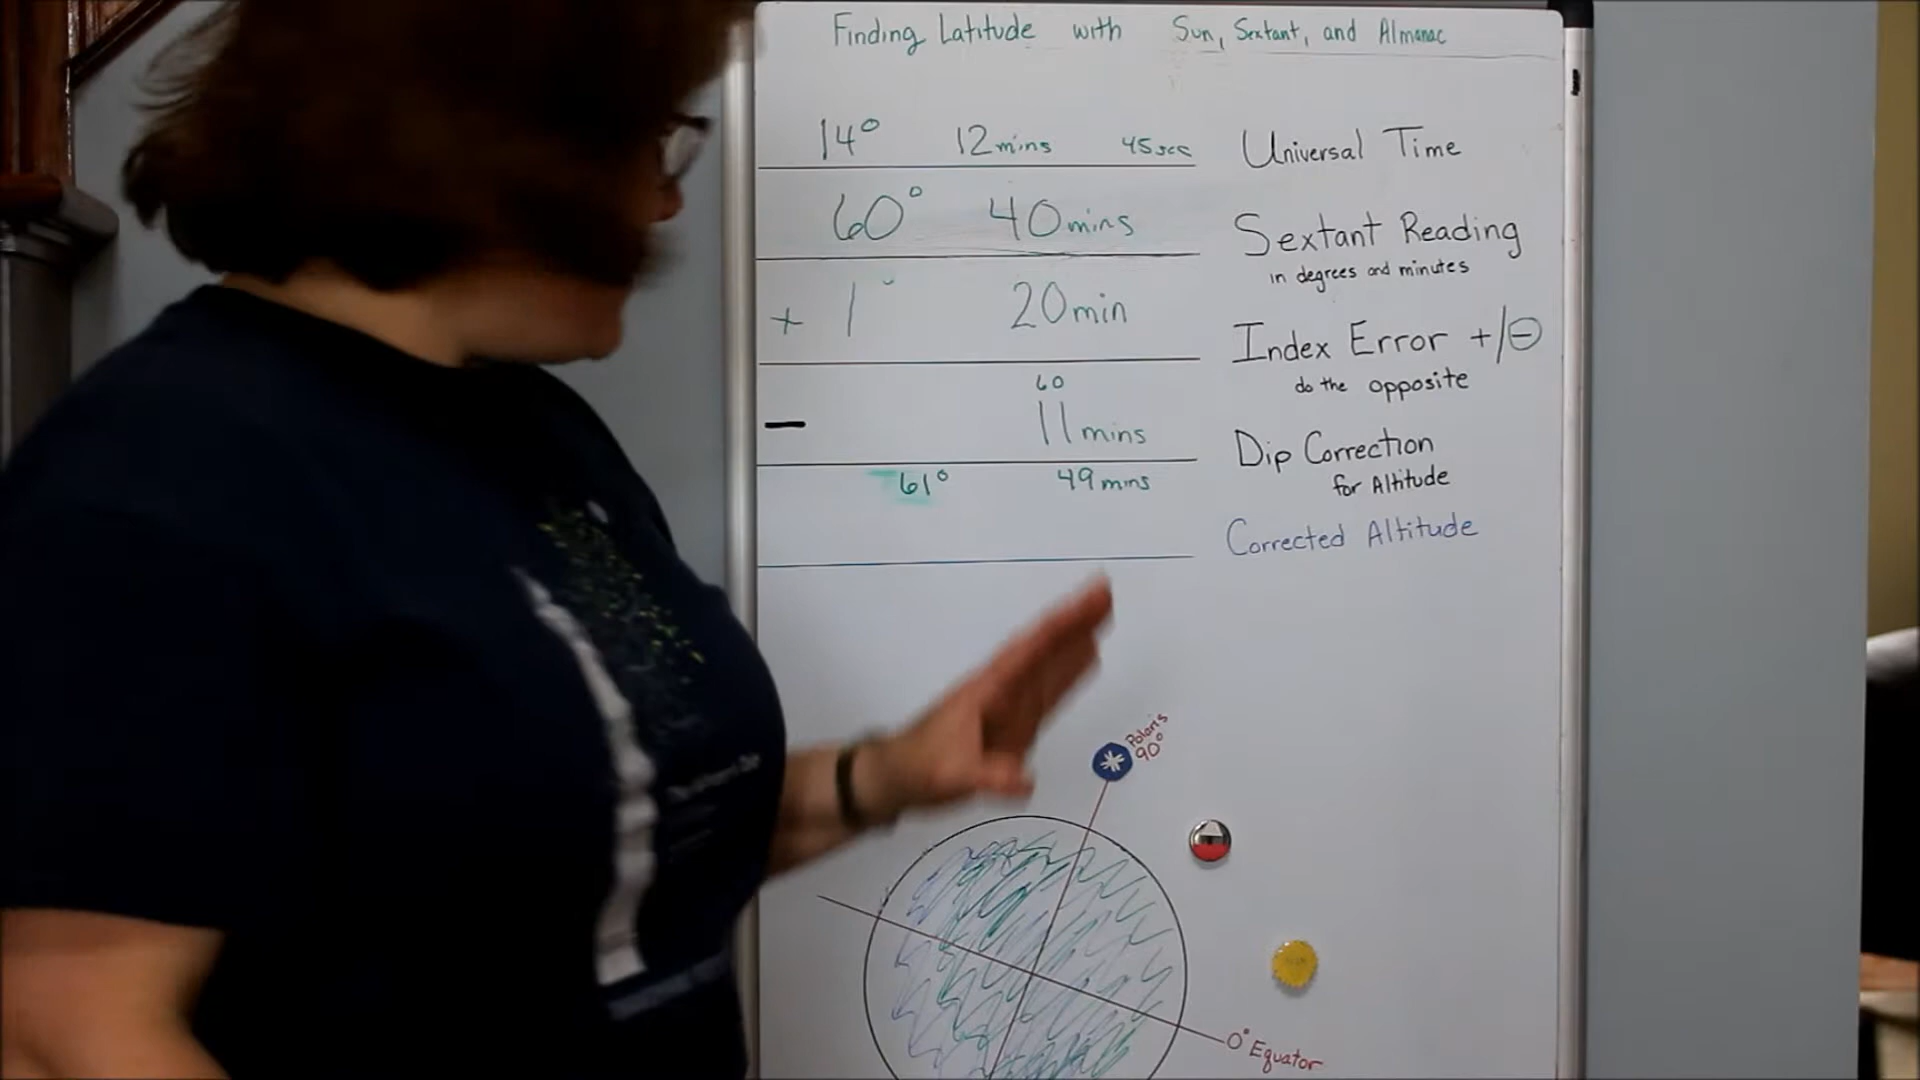 Finding Latitude with Sun, Sextant, and Almanac
14° 12mins 45sec Universal Time
60° 40mins Sextant Reading
in degrees and minutes
+ 1° 20min Index Error +/-
do the opposite
60
- 11mins Dip Correction
for Altitude
61° 49mins
Corrected Altitude
Polaris
90°
0° Equator